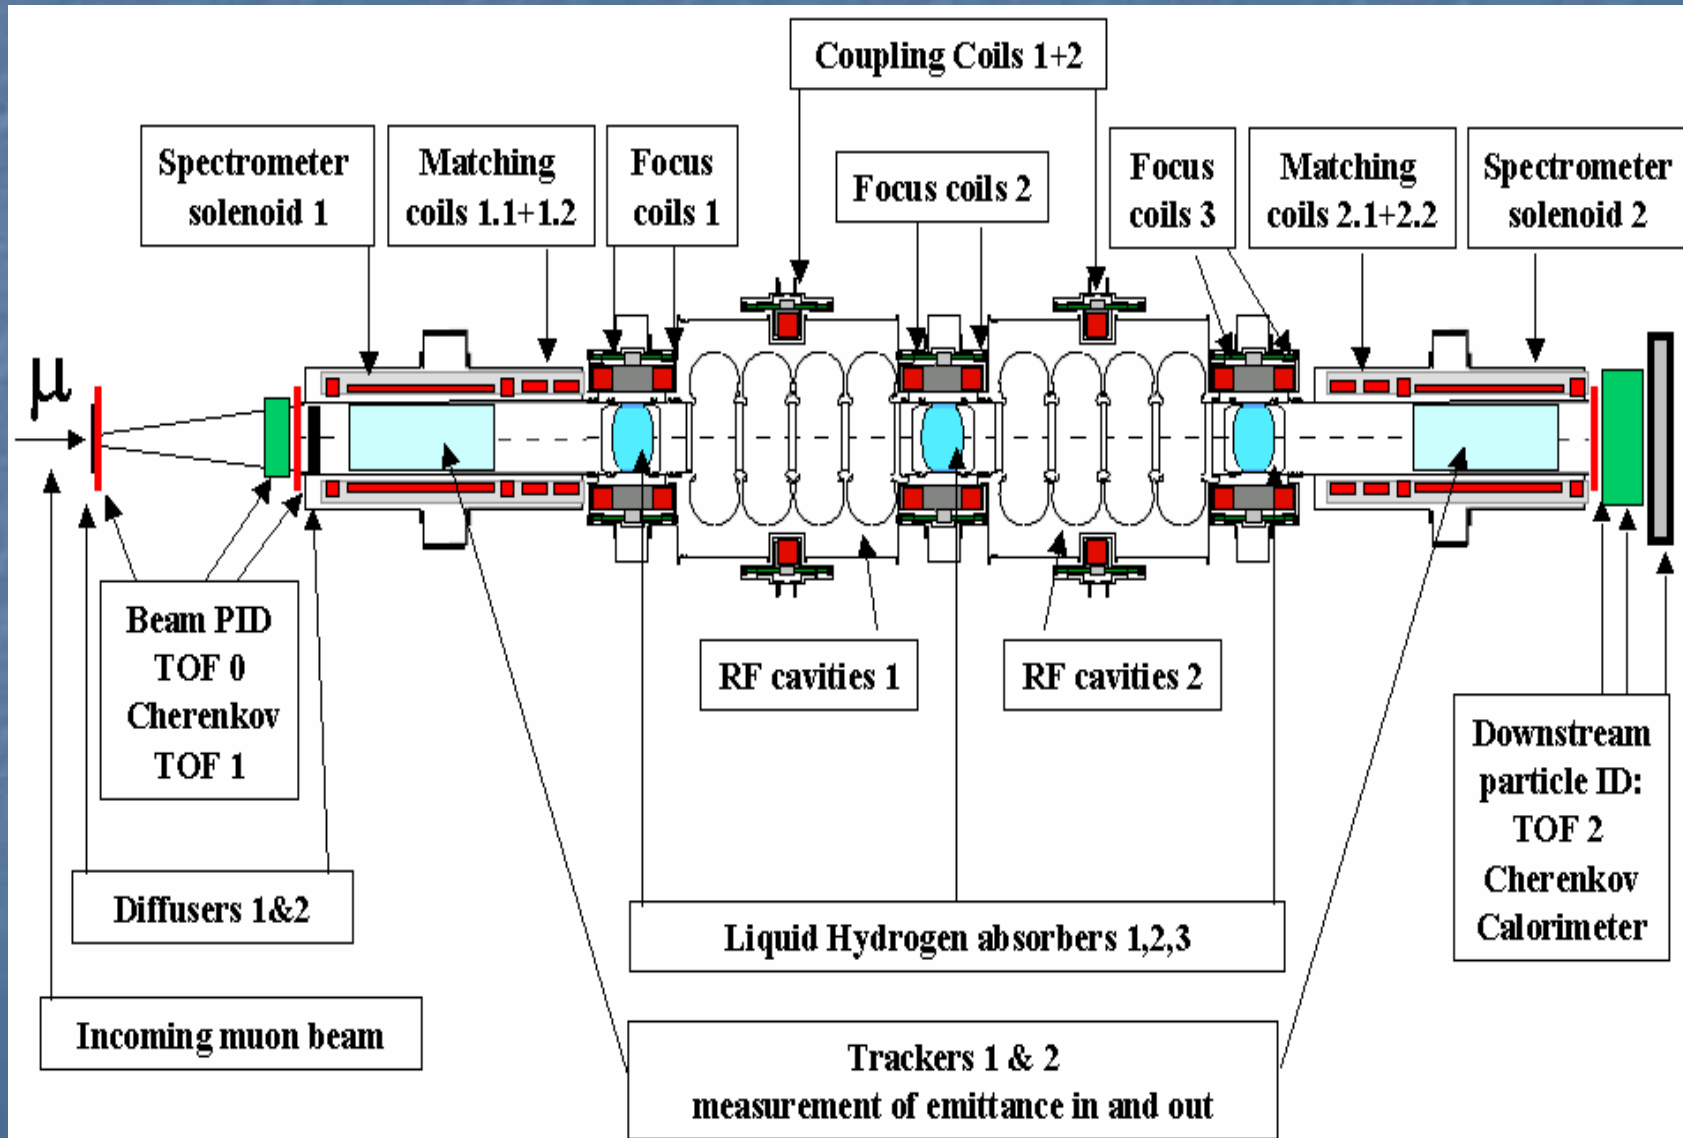 Coupling Coils 1+2
Spectrometer
solenoid 1
Matching
coils 1.1+1.2
Focus
coils 1
Focus coils 2
Focus
coils 3
Matching
coils 2.1+2.2
Spectrometer
solenoid 2
μ
Beam PID
TOF 0
Cherenkov
TOF 1
RF cavities 1
RF cavities 2
Downstream
particle ID:
TOF 2
Cherenkov
Calorimeter
Diffusers 1&2
Liquid Hydrogen absorbers 1,2,3
Incoming muon beam
Trackers 1 & 2
measurement of emittance in and out